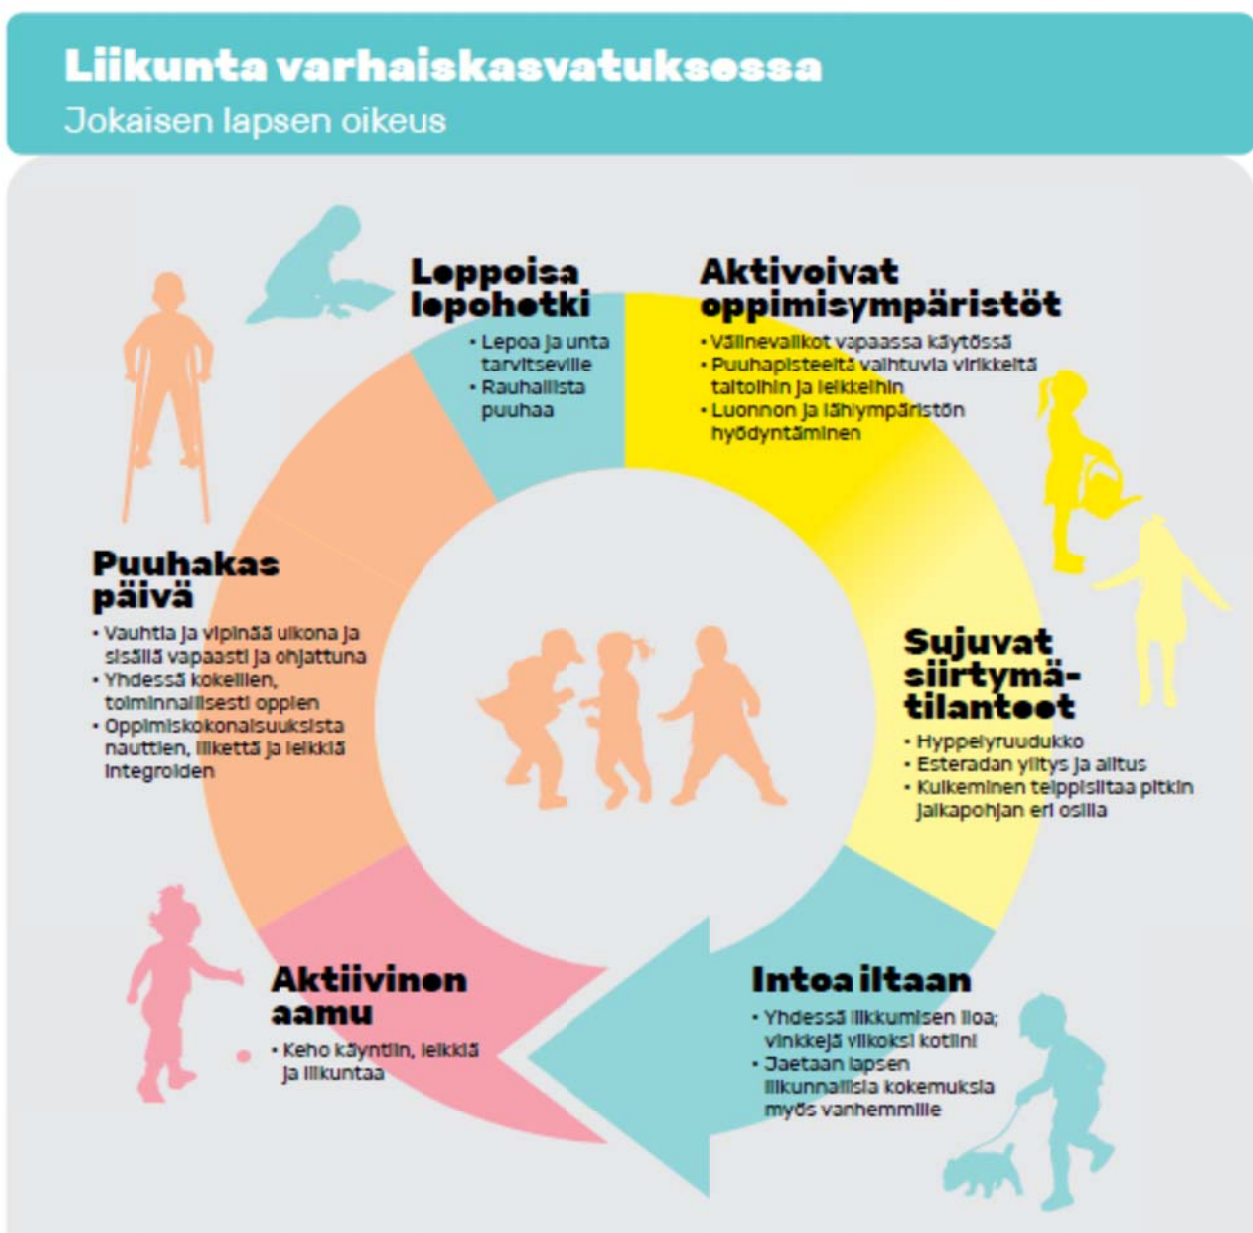 Liikunta varhaiskasvatuksessa
Jokaisen lapsen oikeus
Leppoisa
lepohetki
• Lepoa ja unta
tarvitseville
• Rauhallista
puuhaa
Aktivoivat
oppimisympäristöt
• Välinevalikot vapaassa käytössä
• Puuhapisteeitä vaihtuvia virikkeitä
taitoihin ja leikkeihin
• Luonnon ja lähiympäristön
hyödyntäminen
Puuhakas
päivä
• Vauhtia ja vipinää ulkona ja
sisällä vapaasti ja ohjattuna
• Yhdessä kokeillen,
toiminnallisesti oppien
• Oppimiskokonaisuuksista
nauttien, liikettä ja leikkiä
integroiden
Sujuvat
siirtymä-
tilanteet
• Hyppelyruudukko
• Esteradan ylitys ja alitus
• Kulkeminen teippisiitaa pitkin
jalkapohjan eri osilla
Aktiivinen
aamu
• Keho käyntiin, leikkiä
ja liikuntaa
Intoa iltaan
• Yhdessä liikkumisen iloa;
vinkkejä viikoksi kotiini
• Jaetaan lapsen
liikunnallisia kokemuksia
myös vanhemmille